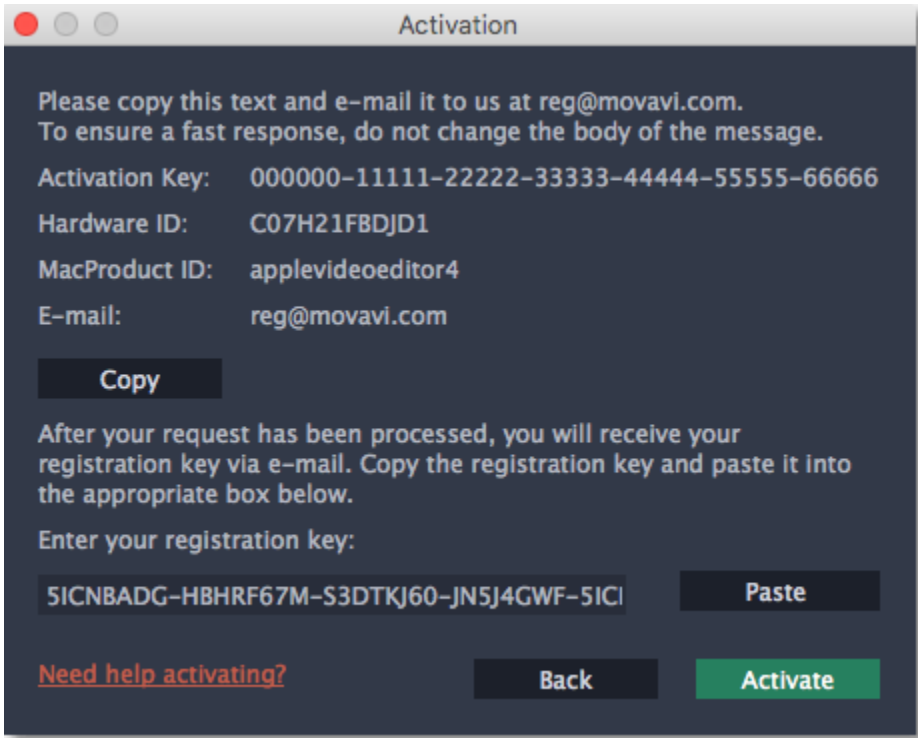 Activation
Please copy this text and e-mail it to us at reg@movavi.com.
To ensure a fast response, do not change the body of the message.
Activation Key: 000000-11111-22222-33333-44444-55555-66666
Hardware ID: C07H21FBDJD1
MacProduct ID: applevideoeditor4
E-mail: reg@movavi.com
Copy
After your request has been processed, you will receive your
registration key via e-mail. Copy the registration key and paste it into
the appropriate box below.
Enter your registration key:
5ICNBADG-HBHRF67M-S3DTKJ60-JN5J4GWF-5ICI
Paste
Need help activating?
Back
Activate